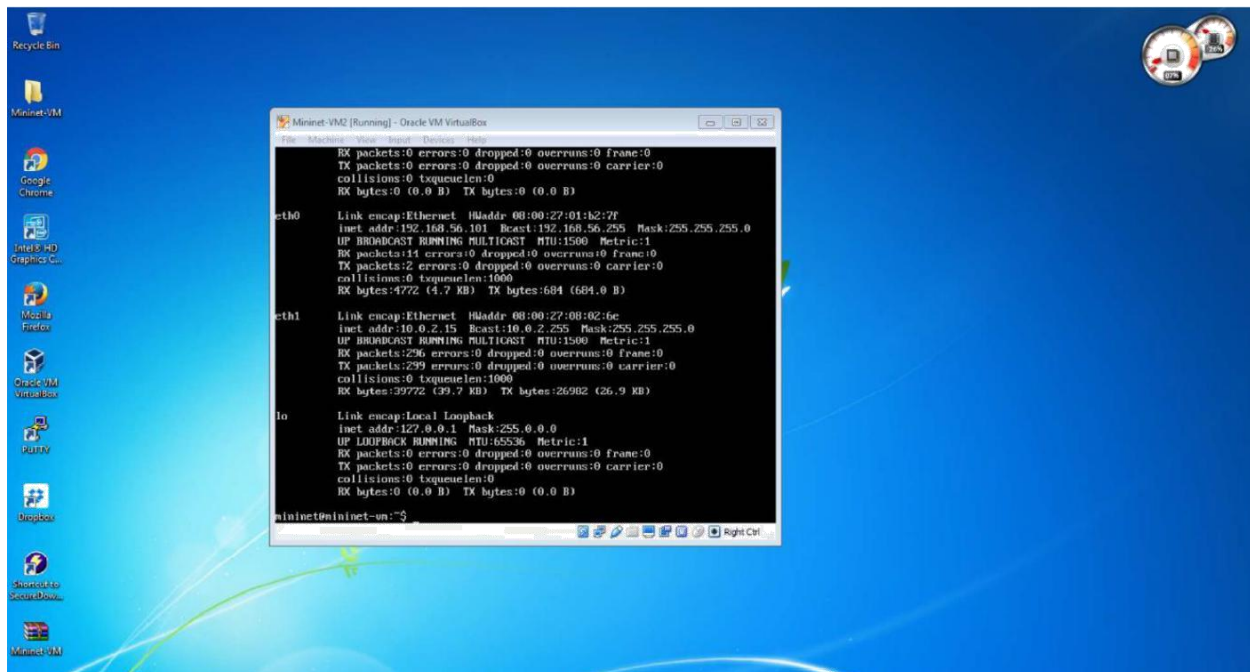 Recycle Bin
Mininet-VM
Google
Chrome
Intel® HD
Graphics C...
Mozilla
Firefox
Oracle VM
VirtualBox
PuTTY
Dropbox
Shortcut to
SecureDow...
Mininet-VM
Mininet-VM2 [Running] - Oracle VM VirtualBox
File Machine View Input Devices Help
RX packets:0 errors:0 dropped:0 overruns:0 frame:0
TX packets:0 errors:0 dropped:0 overruns:0 carrier:0
collisions:0 txqueuelen:0
RX bytes:0 (0.0 B) TX bytes:0 (0.0 B)
eth0 Link encap:Ethernet HWaddr 08:00:27:01:b2:7f
inet addr:192.168.56.101 Bcast:192.168.56.255 Mask:255.255.255.0
UP BROADCAST RUNNING MULTICAST MTU:1500 Metric:1
RX packets:11 errors:0 dropped:0 overruns:0 frame:0
TX packets:2 errors:0 dropped:0 overruns:0 carrier:0
collisions:0 txqueuelen:1000
RX bytes:4772 (4.7 KB) TX bytes:684 (684.0 B)
eth1 Link encap:Ethernet HWaddr 08:00:27:08:02:6e
inet addr:10.0.2.15 Bcast:10.0.2.255 Mask:255.255.255.0
UP BROADCAST RUNNING MULTICAST MTU:1500 Metric:1
RX packets:296 errors:0 dropped:0 overruns:0 frame:0
TX packets:299 errors:0 dropped:0 overruns:0 carrier:0
collisions:0 txqueuelen:1000
RX bytes:39772 (39.7 KB) TX bytes:26982 (26.9 KB)
lo Link encap:Local Loopback
inet addr:127.0.0.1 Mask:255.0.0.0
UP LOOPBACK RUNNING MTU:65536 Metric:1
RX packets:0 errors:0 dropped:0 overruns:0 frame:0
TX packets:0 errors:0 dropped:0 overruns:0 carrier:0
collisions:0 txqueuelen:0
RX bytes:0 (0.0 B) TX bytes:0 (0.0 B)
mininet@mininet-vm:~$ _
Right Ctrl